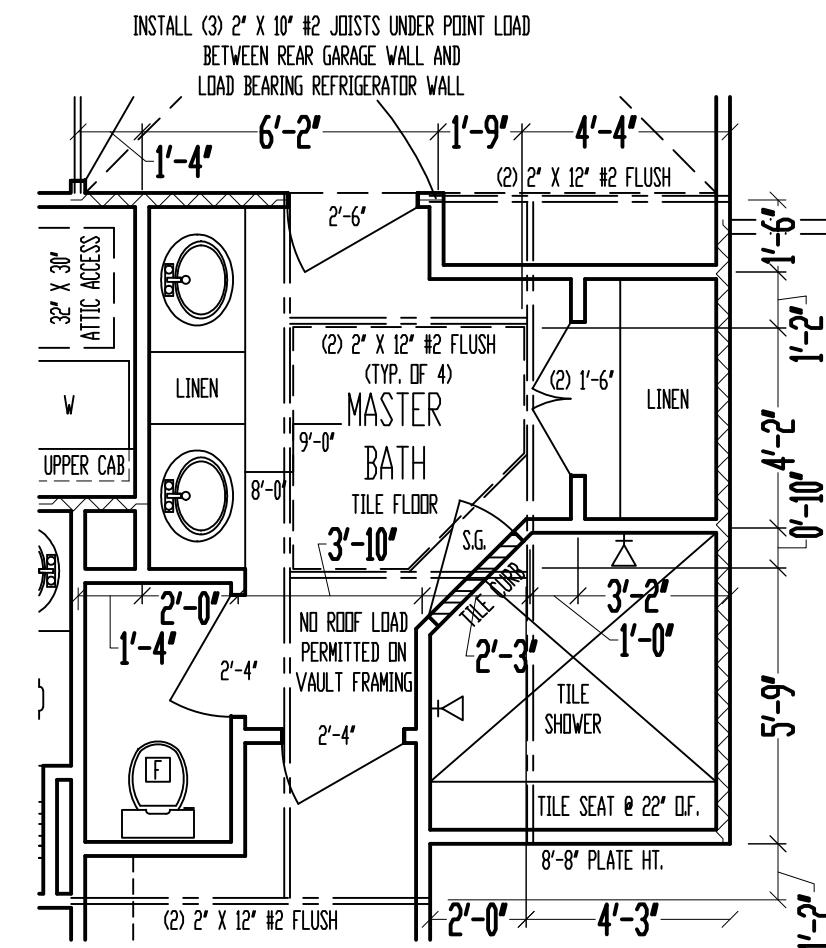 INSTALL (3) 2" X 10" #2 JOISTS UNDER POINT LOAD
BETWEEN REAR GARAGE WALL AND
LOAD BEARING REFRIGERATOR WALL
6'-2"
1'-9"
4'-4"
1'-4"
(2) 2" X 12" #2 FLUSH
2'-6"
1'-6"
32" X 30"
ATTIC ACCESS
1'-2"
(2) 2" X 12" #2 FLUSH
(TYP. OF 4)
LINEN
(2) 1'-6"
LINEN
W
MASTER
BATH
TILE FLOOR
9'-0"
8'-0"
4'-2"
UPPER CAB
0'-10"
3'-10"
S.G.
TILE CURB
2'-0"
3'-2"
1'-4"
NO ROOF LOAD
PERMITTED ON
VAULT FRAMING
2'-3"
1'-0"
2'-4"
2'-4"
TILE
SHOWER
5'-9"
F
TILE SEAT @ 22" O.F.
8'-8" PLATE HT.
(2) 2" X 12" #2 FLUSH
2'-0"
4'-3"
1'-2"